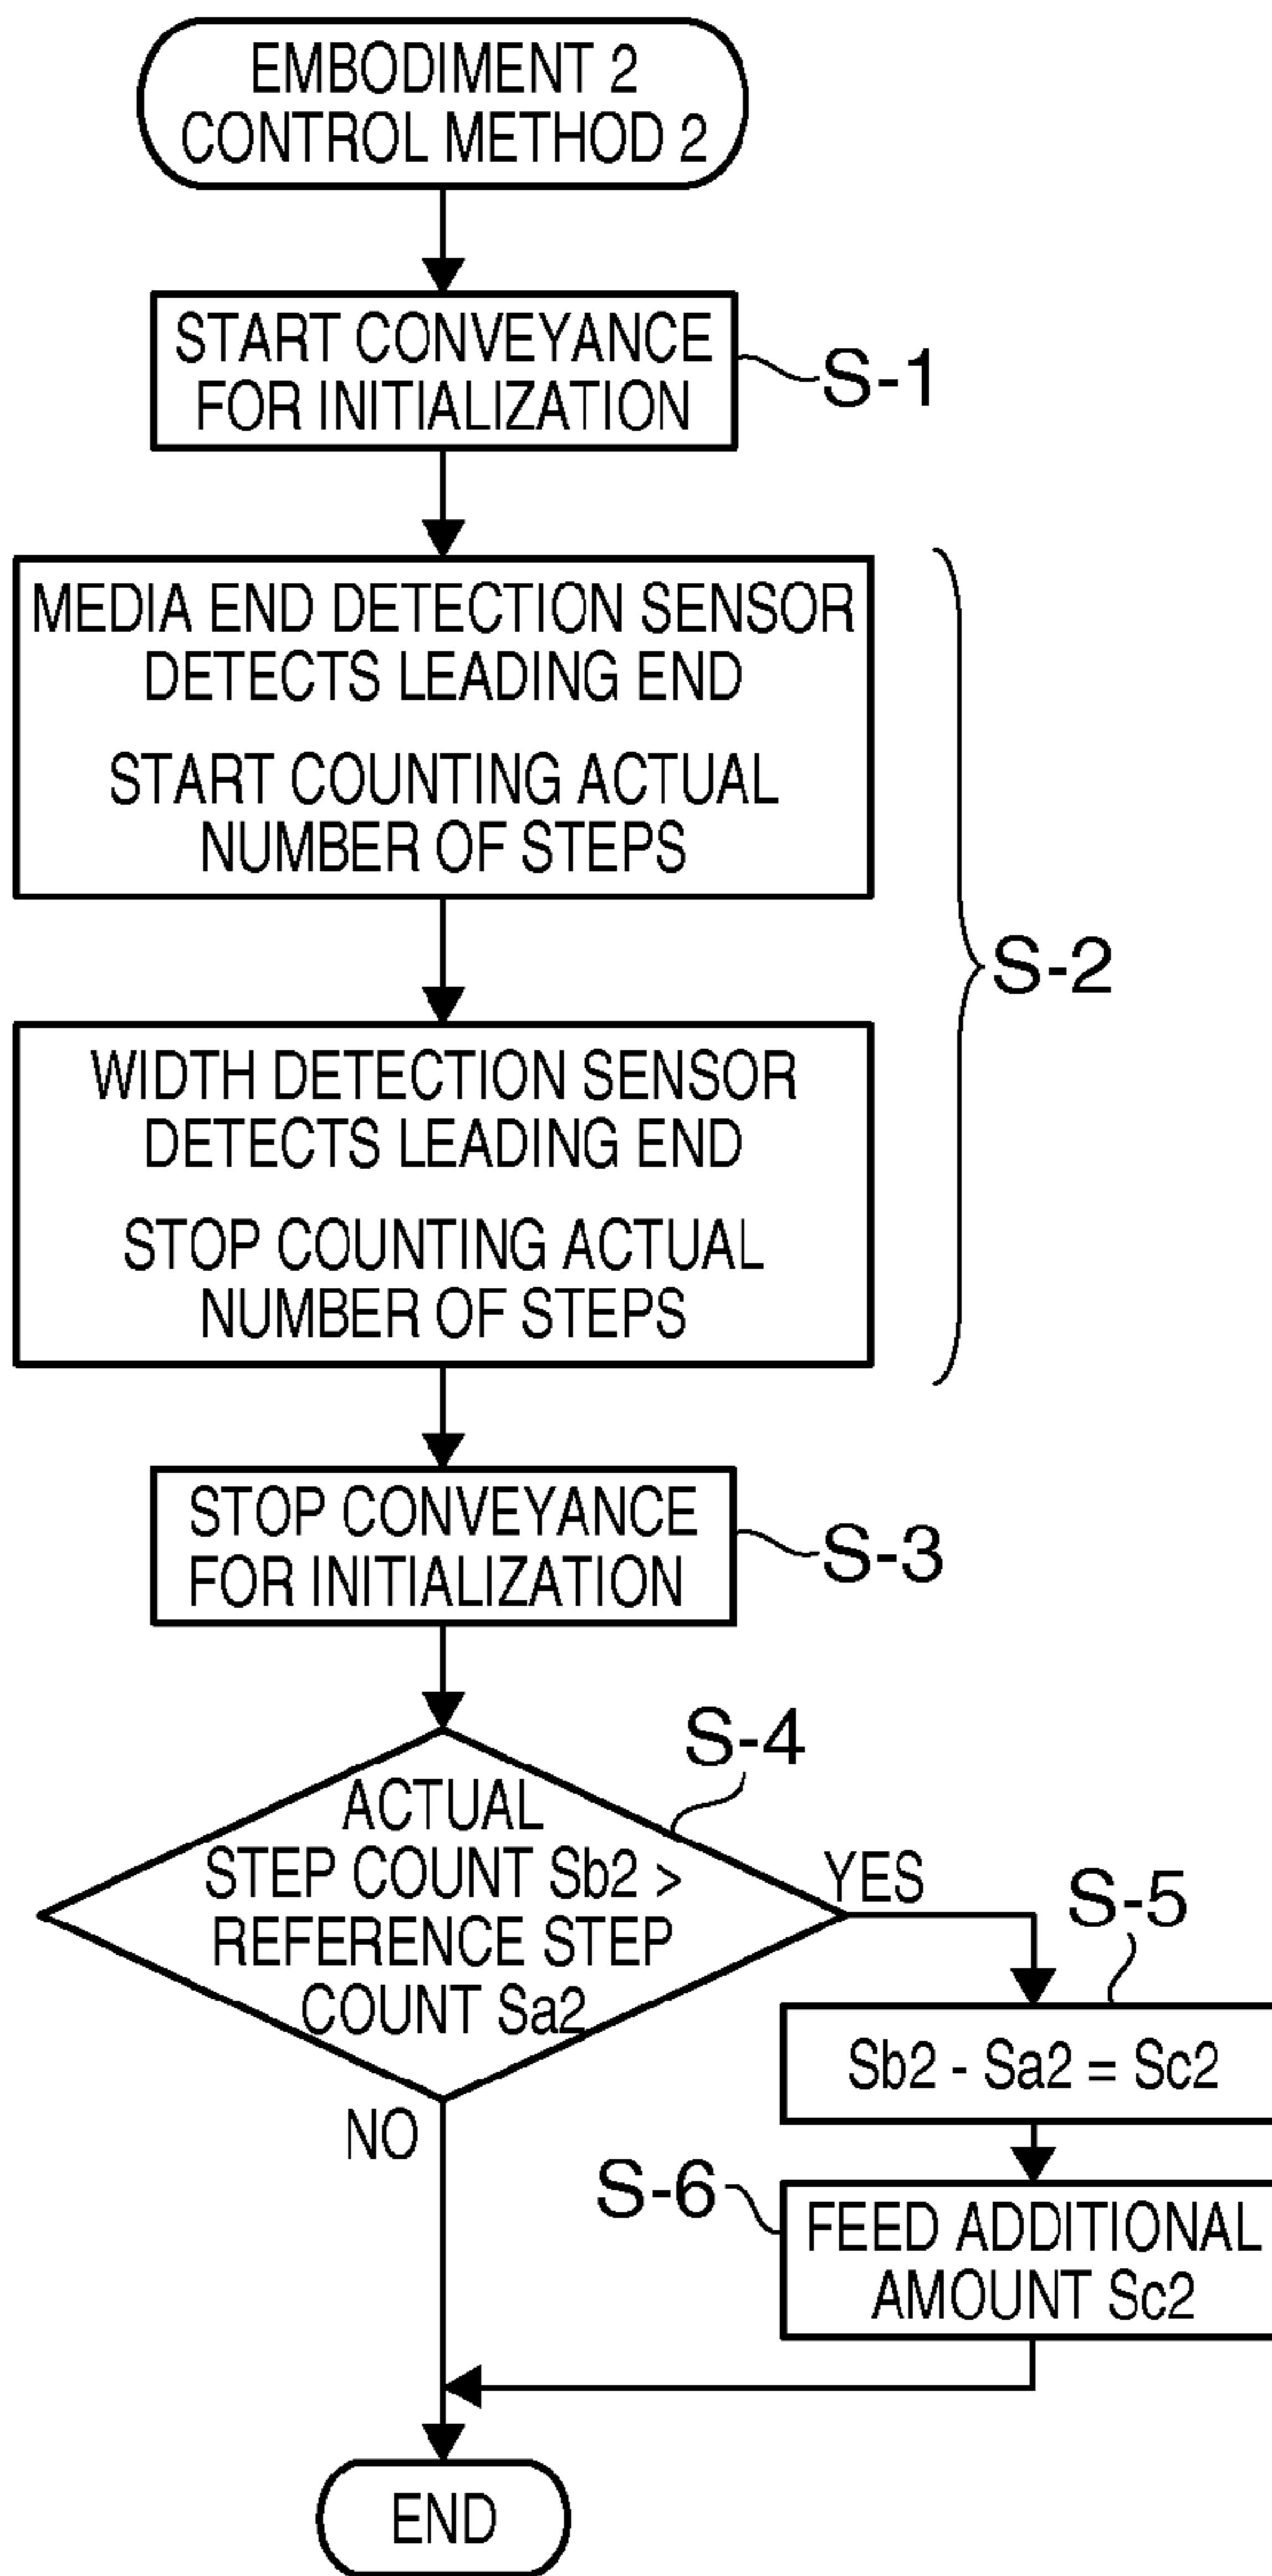 EMBODIMENT 2
CONTROL METHOD 2
START CONVEYANCE
FOR INITIALIZATION
S-1
MEDIA END DETECTION SENSOR
DETECTS LEADING END
START COUNTING ACTUAL
NUMBER OF STEPS
S-2
WIDTH DETECTION SENSOR
DETECTS LEADING END
STOP COUNTING ACTUAL
NUMBER OF STEPS
STOP CONVEYANCE
FOR INITIALIZATION
S-3
S-4
ACTUAL
STEP COUNT Sb2 >
REFERENCE STEP
COUNT Sa2
YES
S-5
Sb2 - Sa2 = Sc2
NO
S-6
FEED ADDITIONAL
AMOUNT Sc2
END